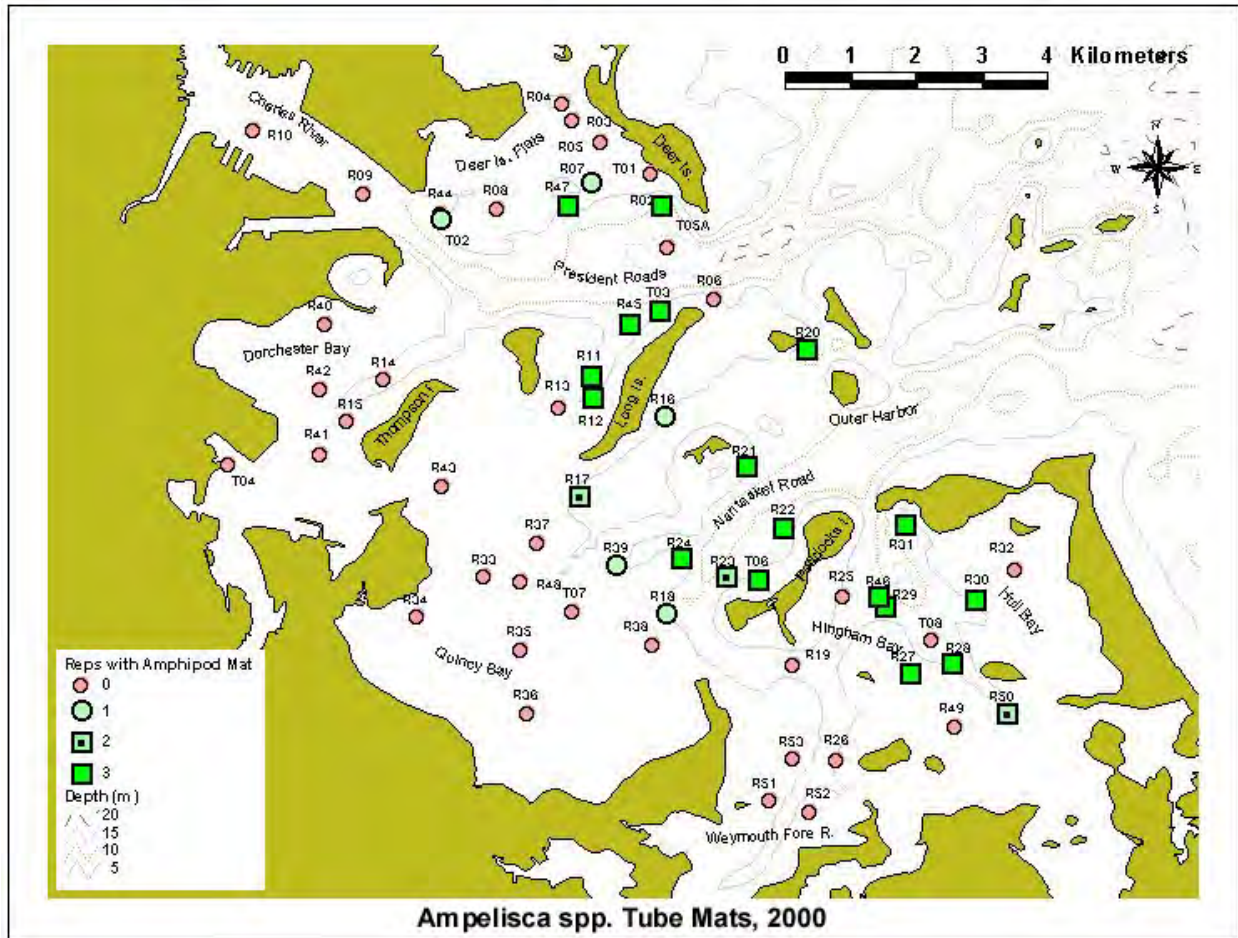 0 1 2 3 4 Kilometers
N
W E
S
Charles River
R10
R09
R04
R03
R05
Deer Is. Flats
Deer Is.
T01
R07
R44
R08
R47
R02
T02
T05A
President Roads
R06
R45
T03
R40
Dorchester Bay
R42
R14
R15
R41
T04
Thompson I.
R11
R13
R12
Long Is.
R16
R20
Outer Harbor
R43
R17
R21
Nantasket Road
R22
R37
R33
R48
R39
R24
R23
T06
R34
T07
R18
R38
R35
Quincy Bay
R36
R31
R32
R25
R46
R29
R30
Hull Bay
Hingham Bay
T08
R19
R27
R28
R50
R49
R53
R26
R51
R52
Weymouth Fore R.
Reps with Amphipod Mat
0
1
2
3
Depth (m)
20
15
10
5
Ampelisca spp. Tube Mats, 2000